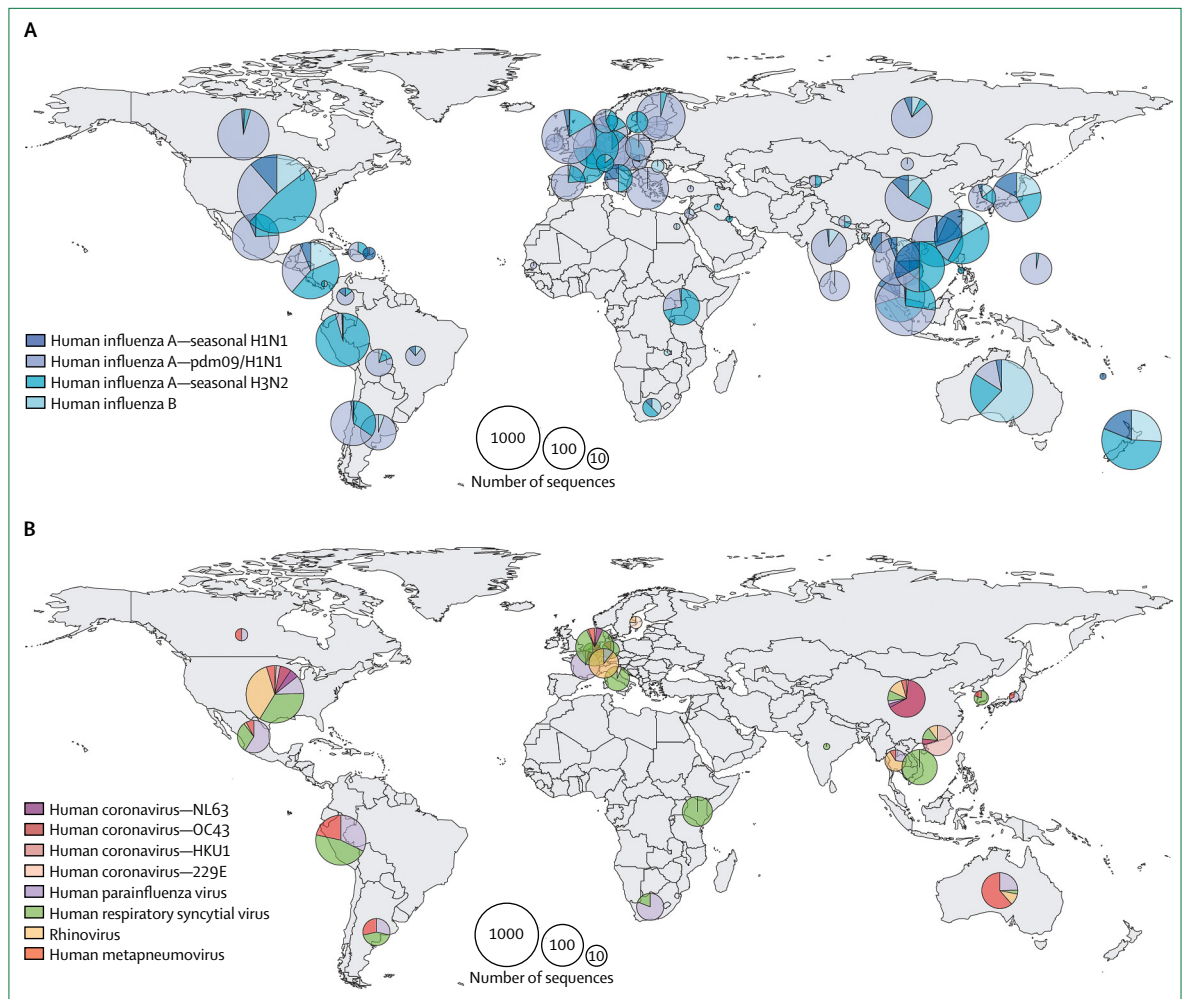 A
Human influenza A—seasonal H1N1
Human influenza A—pdm09/H1N1
Human influenza A—seasonal H3N2
Human influenza B
1000
100
10
Number of sequences
B
Human coronavirus—NL63
Human coronavirus—OC43
Human coronavirus—HKU1
Human coronavirus—229E
Human parainfluenza virus
Human respiratory syncytial virus
Rhinovirus
Human metapneumovirus
1000
100
10
Number of sequences